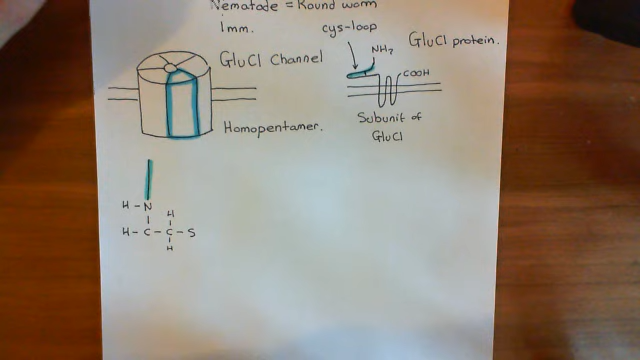 Nematode = Round worm
1mm.
cys-loop
NH₂
GluCl protein.
GluCl Channel
COOH
Homopentamer.
Subunit of
GluCl
H - N
H
H - C - C - S
H